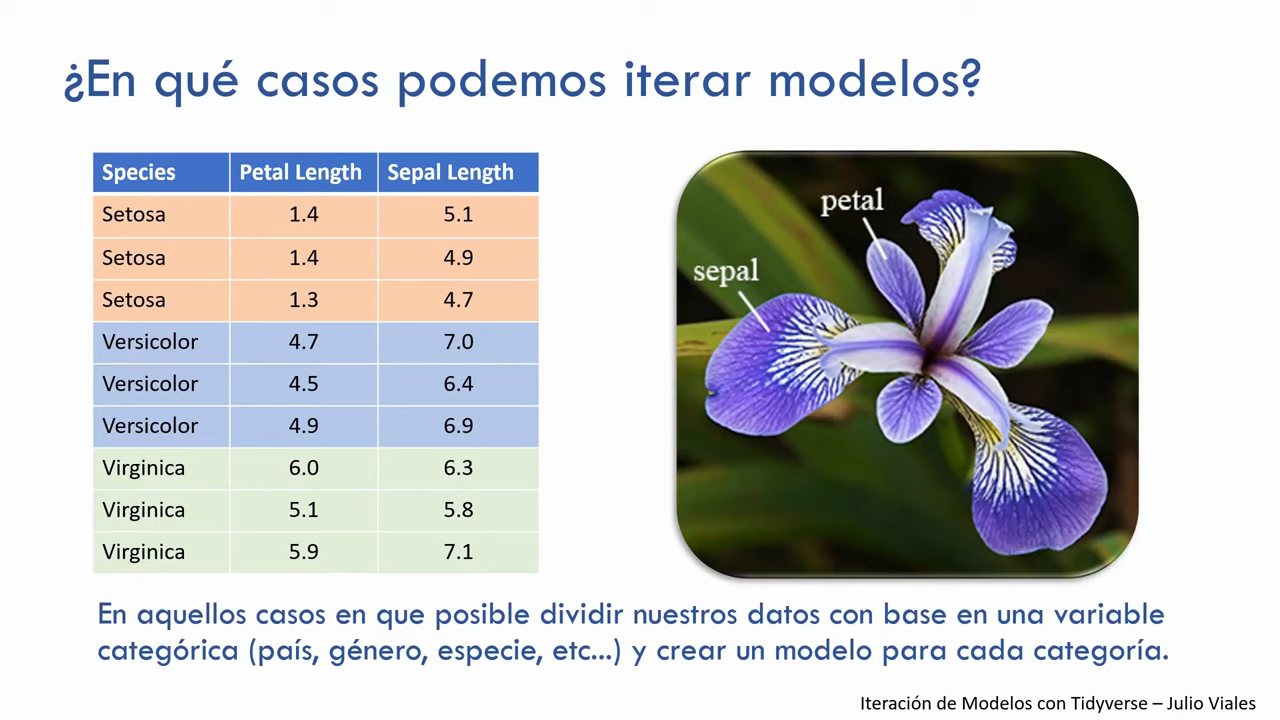 ¿En qué casos podemos iterar modelos?
Species Petal Length Sepal Length
Setosa 1.4 5.1
Setosa 1.4 4.9
Setosa 1.3 4.7
Versicolor 4.7 7.0
Versicolor 4.5 6.4
Versicolor 4.9 6.9
Virginica 6.0 6.3
Virginica 5.1 5.8
Virginica 5.9 7.1
petal
sepal
En aquellos casos en que posible dividir nuestros datos con base en una variable
categórica (país, género, especie, etc...) y crear un modelo para cada categoría.
Iteración de Modelos con Tidyverse – Julio Viales